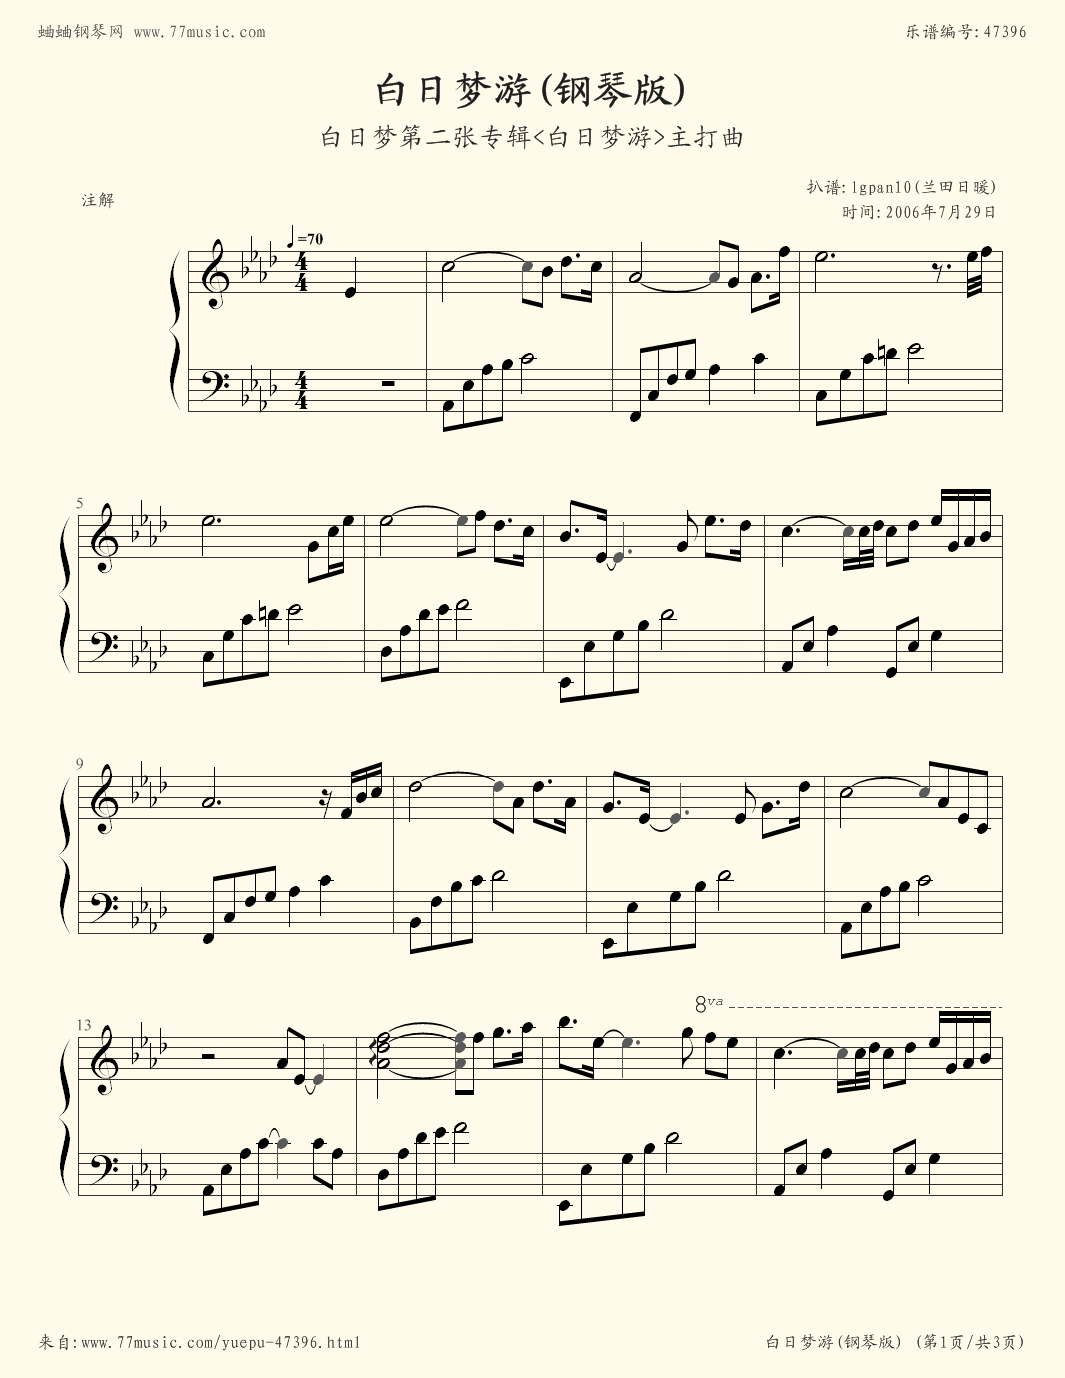 蛐蛐钢琴网 www.77music.com
乐谱编号:47396
白日梦游(钢琴版)
白日梦第二张专辑<白日梦游>主打曲
注解
扒谱:lgpan10(兰田日暖)
时间:2006年7月29日
=70
4 4
4 4
5
9
13
8va
来自:www.77music.com/yuepu-47396.html
白日梦游(钢琴版) (第1页/共3页)